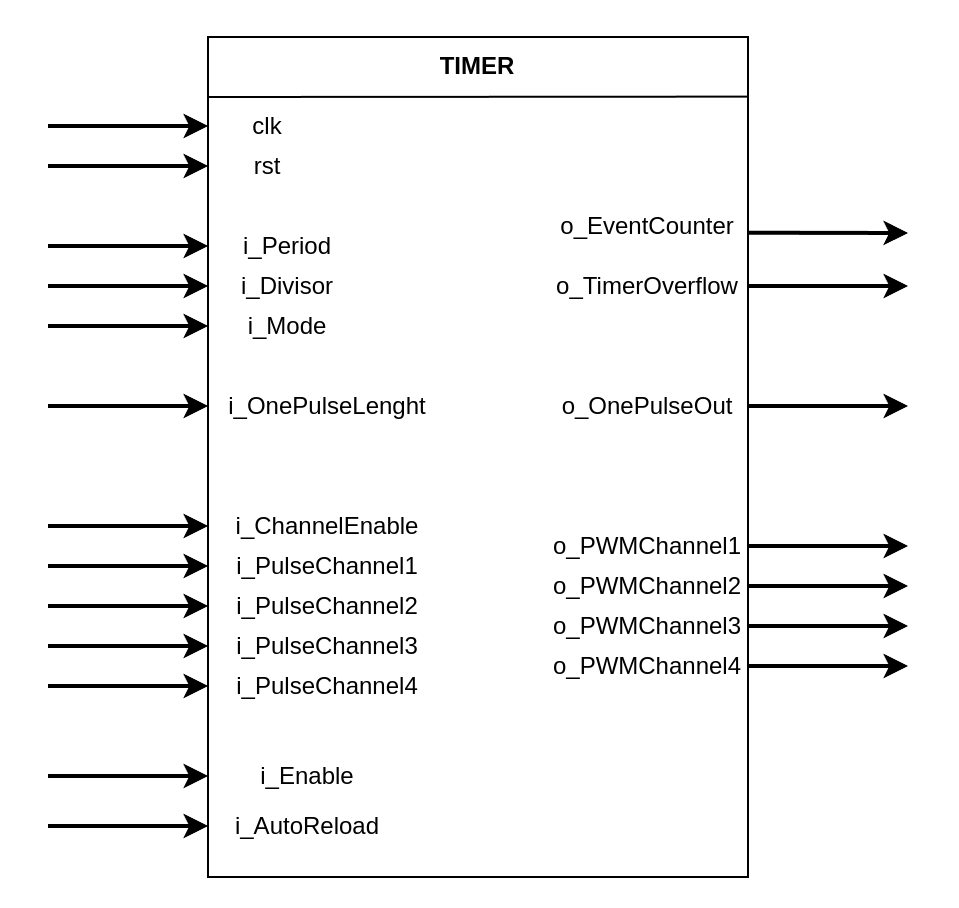 TIMER
clk
rst
i_Period
i_Divisor
i_Mode
i_OnePulseLenght
i_ChannelEnable
i_PulseChannel1
i_PulseChannel2
i_PulseChannel3
i_PulseChannel4
i_Enable
i_AutoReload
o_EventCounter
o_TimerOverflow
o_OnePulseOut
o_PWMChannel1
o_PWMChannel2
o_PWMChannel3
o_PWMChannel4